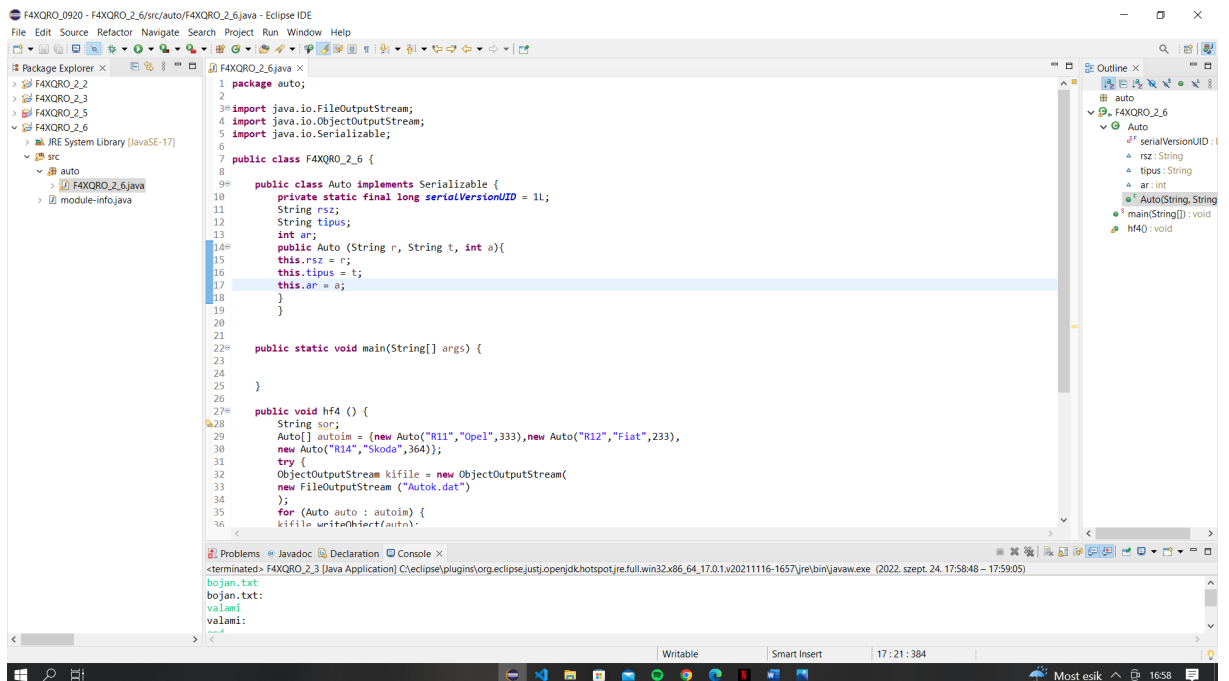 F4XQRO_0920 - F4XQRO_2_6/src/auto/F4XQRO_2_6.java - Eclipse IDE
File Edit Source Refactor Navigate Search Project Run Window Help
Package Explorer
F4XQRO_2_2
F4XQRO_2_3
F4XQRO_2_5
F4XQRO_2_6
JRE System Library [JavaSE-17]
src
auto
F4XQRO_2_6.java
module-info.java
F4XQRO_2_6.java
1 package auto;
2
3 import java.io.FileOutputStream;
4 import java.io.ObjectOutputStream;
5 import java.io.Serializable;
6
7 public class F4XQRO_2_6 {
8
9 public class Auto implements Serializable {
10 private static final long serialVersionUID = 1L;
11 String rsz;
12 String tipus;
13 int ar;
14 public Auto (String r, String t, int a){
15 this.rsz = r;
16 this.tipus = t;
17 this.ar = a;
18 }
19 }
20
21
22 public static void main(String[] args) {
23
24
25 }
26
27 public void hf4 () {
28 String sor;
29 Auto[] autoim = {new Auto("R11","Opel",333),new Auto("R12","Fiat",233),
30 new Auto("R14","Skoda",364)};
31 try {
32 ObjectOutputStream kifile = new ObjectOutputStream(
33 new FileOutputStream ("Autok.dat")
34 );
35 for (Auto auto : autoim) {
36 kifile.writeObject(auto);
Outline
auto
F4XQRO_2_6
Auto
serialVersionUID :
rsz : String
tipus : String
ar : int
Auto(String, String
main(String[]) : void
hf4() : void
Problems Javadoc Declaration Console
<terminated> F4XQRO_2_3 [Java Application] C:\eclipse\plugins\org.eclipse.justj.openjdk.hotspot.jre.full.win32.x86_64_17.0.1.v20211116-1657\jre\bin\javaw.exe (2022. szept. 24. 17:58:48 – 17:59:05)
bojan.txt
bojan.txt:
valami
valami:
Writable Smart Insert 17 : 21 : 384
Most esik 16:58